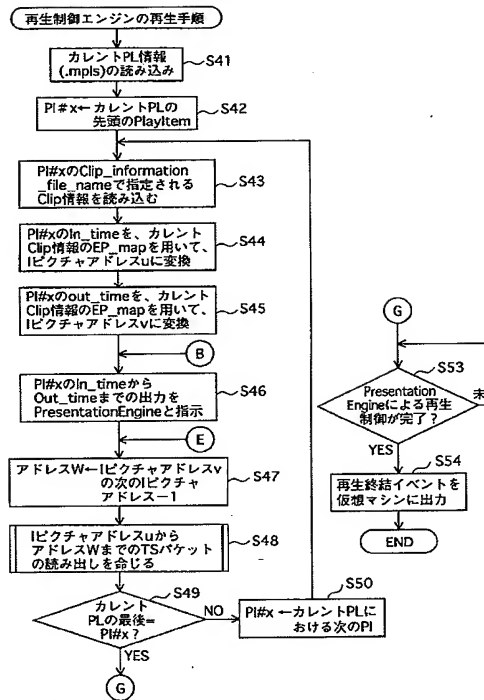 再生制御エンジンの再生手順
カレントPL情報
(.mpls)の読み込み
S41
PI#x←カレントPLの
先頭のPlayItem
S42
PI#xのClip_information
_file_nameで指定される
Clip情報を読み込む
S43
PI#xのIn_timeを、カレント
Clip情報のEP_mapを用いて、
Iピクチャアドレスuに変換
S44
PI#xのout_timeを、カレント
Clip情報のEP_mapを用いて、
Iピクチャアドレスvに変換
S45
B
PI#xのIn_timeから
Out_timeまでの出力を
PresentationEngineと指示
S46
E
アドレスW←Iピクチャアドレスv
の次のIピクチャ
アドレスー1
S47
Iピクチャアドレスuから
アドレスWまでのTSパケット
の読み出しを命じる
S48
カレント
PLの最後=
PI#x?
S49
NO
PI#x ←カレントPLに
おける次のPI
S50
YES
G
G
Presentation
Engineによる再生
制御が完了?
S53
未
YES
再生終結イベントを
仮想マシンに出力
S54
END